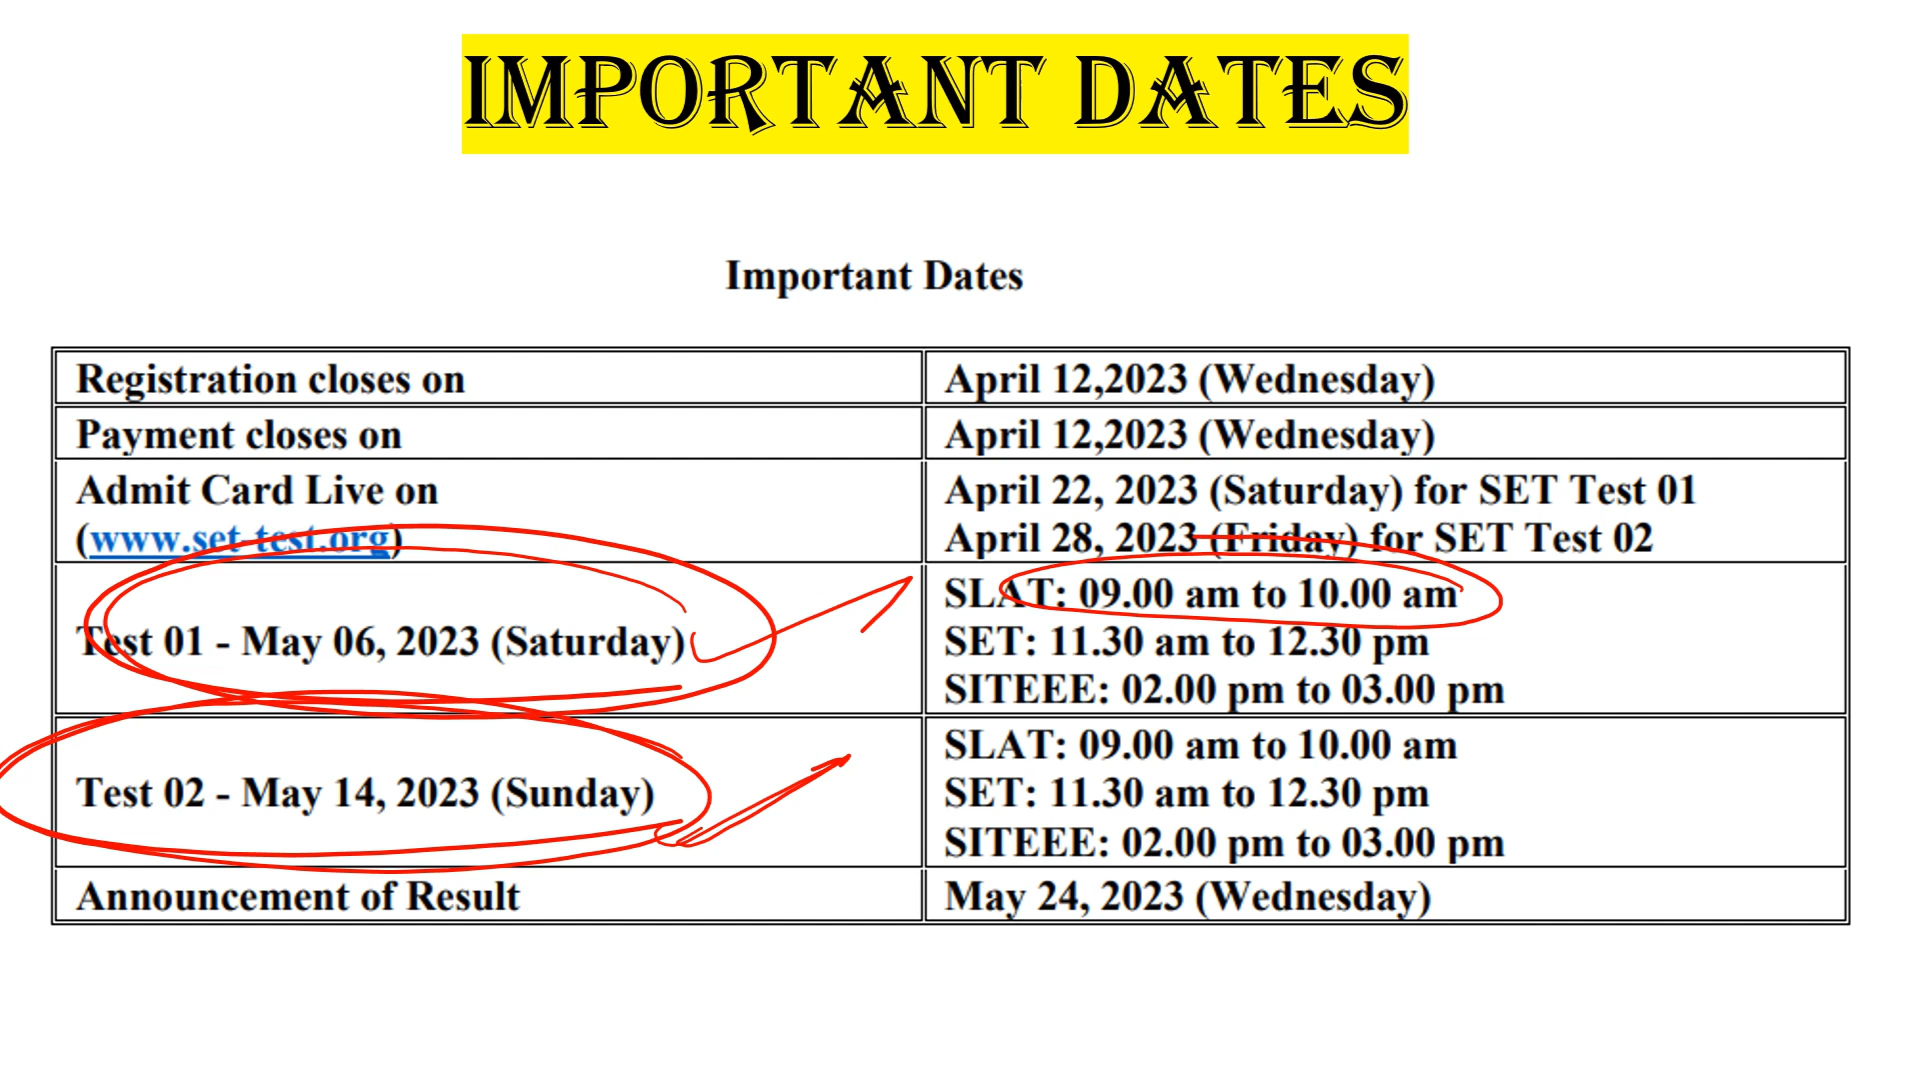 IMPORTANT DATES
Important Dates
Registration closes on
April 12,2023 (Wednesday)
Payment closes on
April 12,2023 (Wednesday)
Admit Card Live on
(www.set-test.org)
April 22, 2023 (Saturday) for SET Test 01
April 28, 2023 (Friday) for SET Test 02
Test 01 - May 06, 2023 (Saturday)
SLAT: 09.00 am to 10.00 am
SET: 11.30 am to 12.30 pm
SITEEE: 02.00 pm to 03.00 pm
Test 02 - May 14, 2023 (Sunday)
SLAT: 09.00 am to 10.00 am
SET: 11.30 am to 12.30 pm
SITEEE: 02.00 pm to 03.00 pm
Announcement of Result
May 24, 2023 (Wednesday)